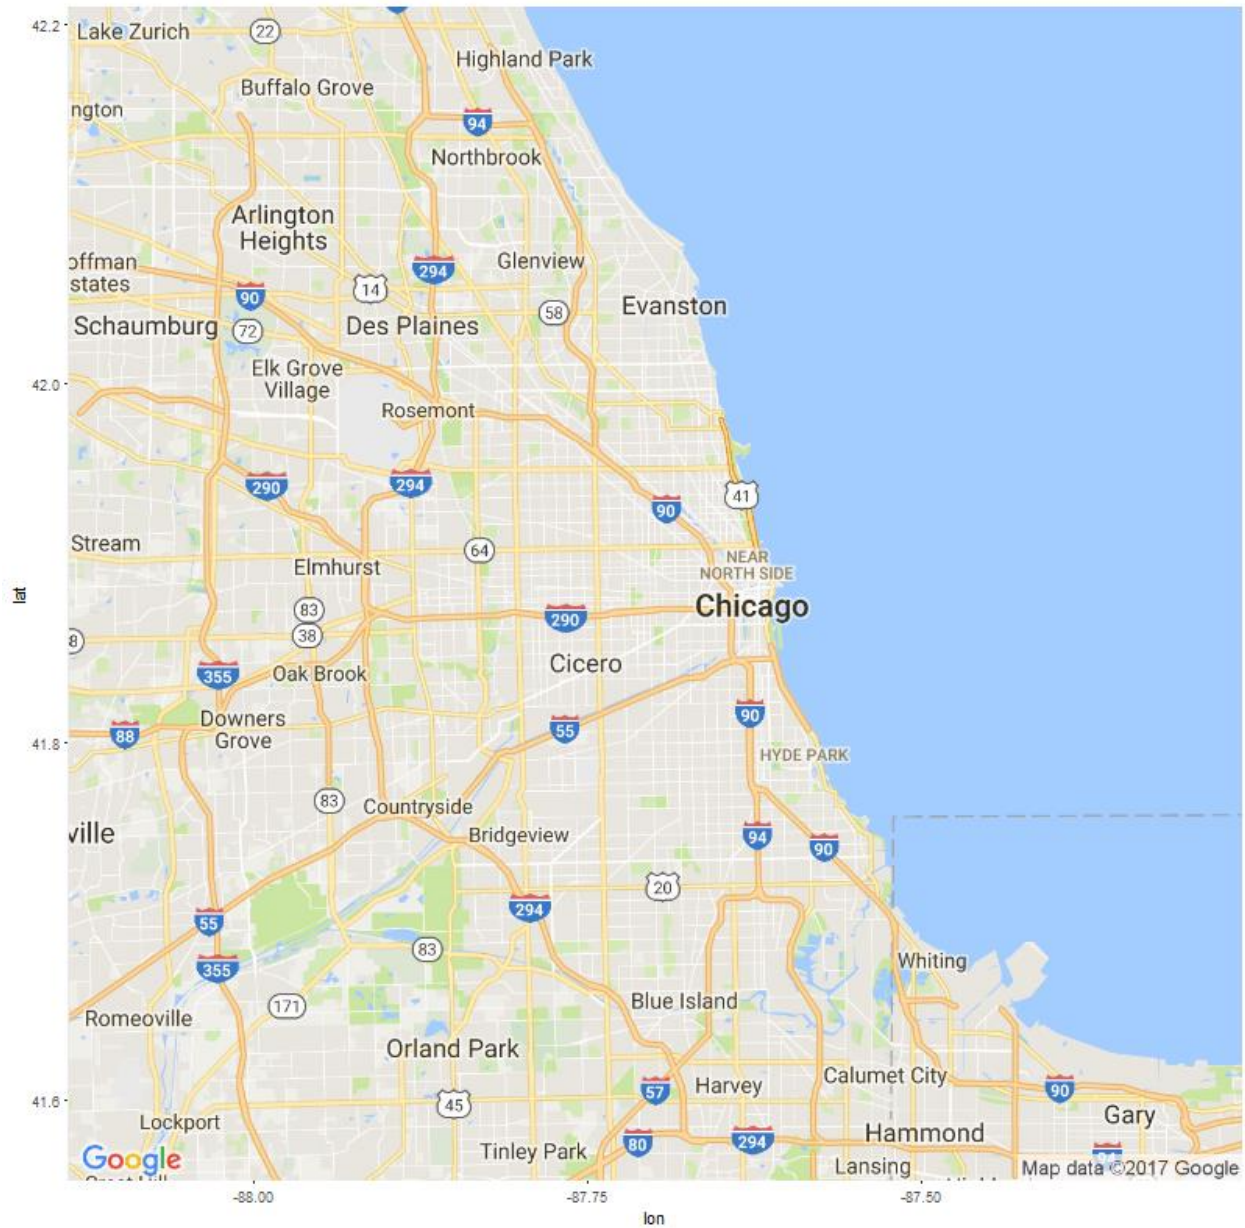 42.2
Lake Zurich
22
Highland Park
Buffalo Grove
ngton
94
Northbrook
Arlington
Heights
offman
states
Glenview
294
90
14
58
Evanston
Schaumburg
72
Des Plaines
Elk Grove
Village
42.0
Rosemont
290
294
41
90
Stream
64
NEAR
NORTH SIDE
Elmhurst
lat
83
Chicago
290
38
8
Cicero
355
Oak Brook
Downers
Grove
90
55
88
41.8
HYDE PARK
83
Countryside
ville
Bridgeview
94
90
20
294
55
83
355
Whiting
171
Blue Island
Romeoville
Orland Park
Calumet City
57
Harvey
90
41.6
45
Gary
Lockport
80
294
Hammond
Tinley Park
94
Google
Lansing
Map data ©2017 Google
-88.00
-87.75
-87.50
lon